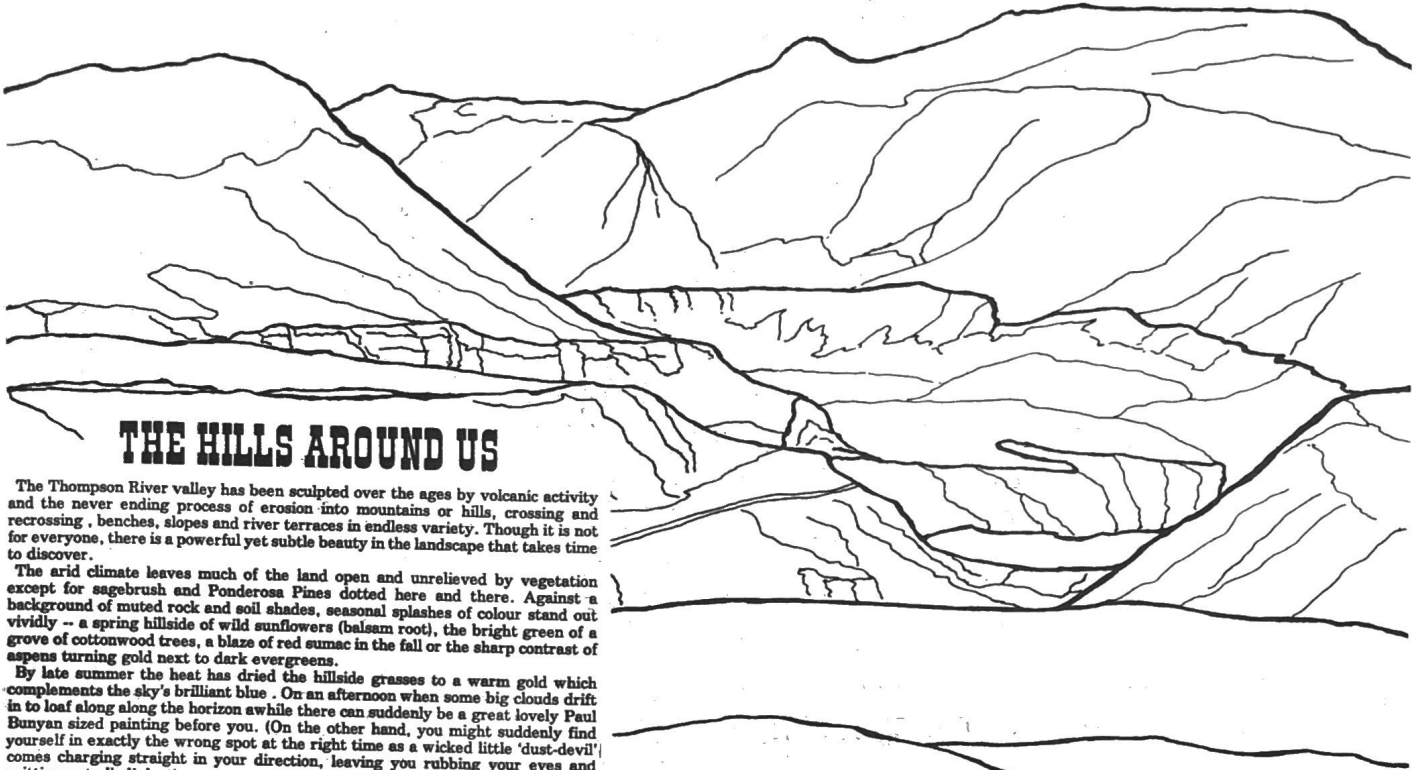 THE HILLS AROUND US
The Thompson River valley has been sculpted over the ages by volcanic activity
and the never ending process of erosion into mountains or hills, crossing and
recrossing , benches, slopes and river terraces in endless variety. Though it is not
for everyone, there is a powerful yet subtle beauty in the landscape that takes time
to discover.
The arid climate leaves much of the land open and unrelieved by vegetation
except for sagebrush and Ponderosa Pines dotted here and there. Against a
background of muted rock and soil shades, seasonal splashes of colour stand out
vividly -- a spring hillside of wild sunflowers (balsam root), the bright green of a
grove of cottonwood trees, a blaze of red sumac in the fall or the sharp contrast of
aspens turning gold next to dark evergreens.
By late summer the heat has dried the hillside grasses to a warm gold which
complements the sky's brilliant blue . On an afternoon when some big clouds drift
in to loaf along along the horizon awhile there can suddenly be a great lovely Paul
Bunyan sized painting before you. (On the other hand, you might suddenly find
yourself in exactly the wrong spot at the right time as a wicked little 'dust-devil'
comes charging straight in your direction, leaving you rubbing your eyes and